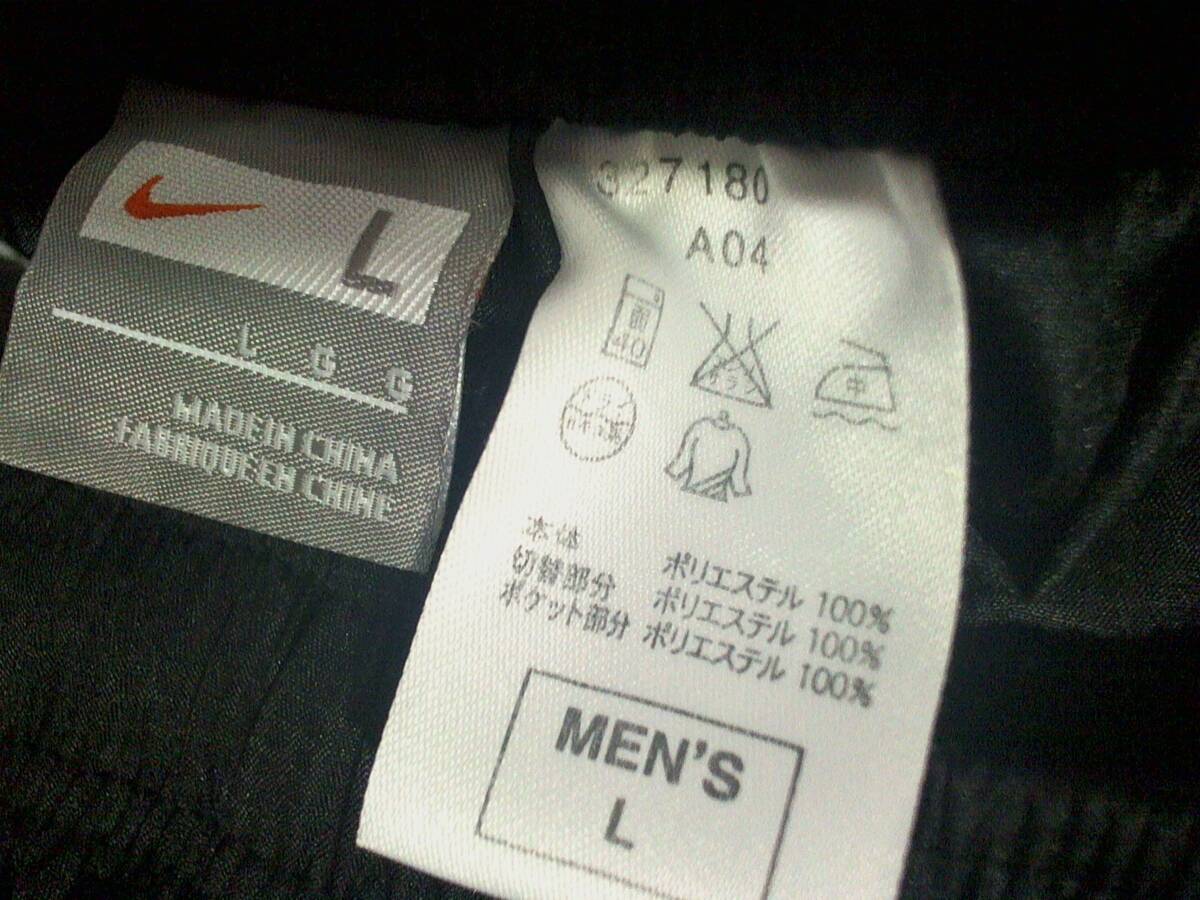 L
L G G
MADE IN CHINA
FABRIQUE EN CHINE
327180
A04
40
中
本体 ポリエステル 100%
切替部分 ポリエステル 100%
ポケット部分 ポリエステル 100%
MEN'S
L